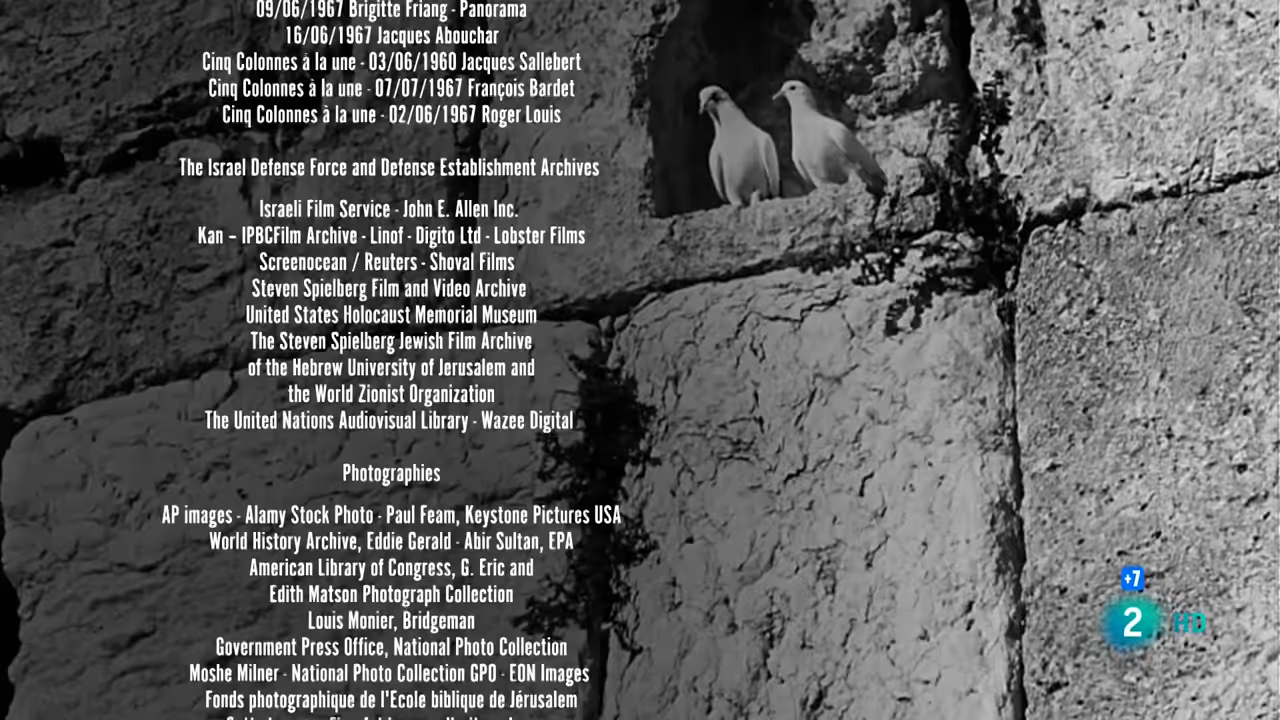 09/06/1967 Brigitte Friang - Panorama
16/06/1967 Jacques Abouchar
Cinq Colonnes à la une - 03/06/1960 Jacques Sallebert
Cinq Colonnes à la une - 07/07/1967 François Bardet
Cinq Colonnes à la une - 02/06/1967 Roger Louis
The Israel Defense Force and Defense Establishment Archives
Israeli Film Service - John E. Allen Inc.
Kan – IPBCFilm Archive - Linof - Digito Ltd - Lobster Films
Screenocean / Reuters - Shoval Films
Steven Spielberg Film and Video Archive
United States Holocaust Memorial Museum
The Steven Spielberg Jewish Film Archive
of the Hebrew University of Jerusalem and
the World Zionist Organization
The United Nations Audiovisual Library - Wazee Digital
Photographies
AP images - Alamy Stock Photo - Paul Feam, Keystone Pictures USA
World History Archive, Eddie Gerald - Abir Sultan, EPA
American Library of Congress, G. Eric and
Edith Matson Photograph Collection
Louis Monier, Bridgeman
Government Press Office, National Photo Collection
Moshe Milner - National Photo Collection GPO - EON Images
Fonds photographique de l'Ecole biblique de Jérusalem
+7
2 HD